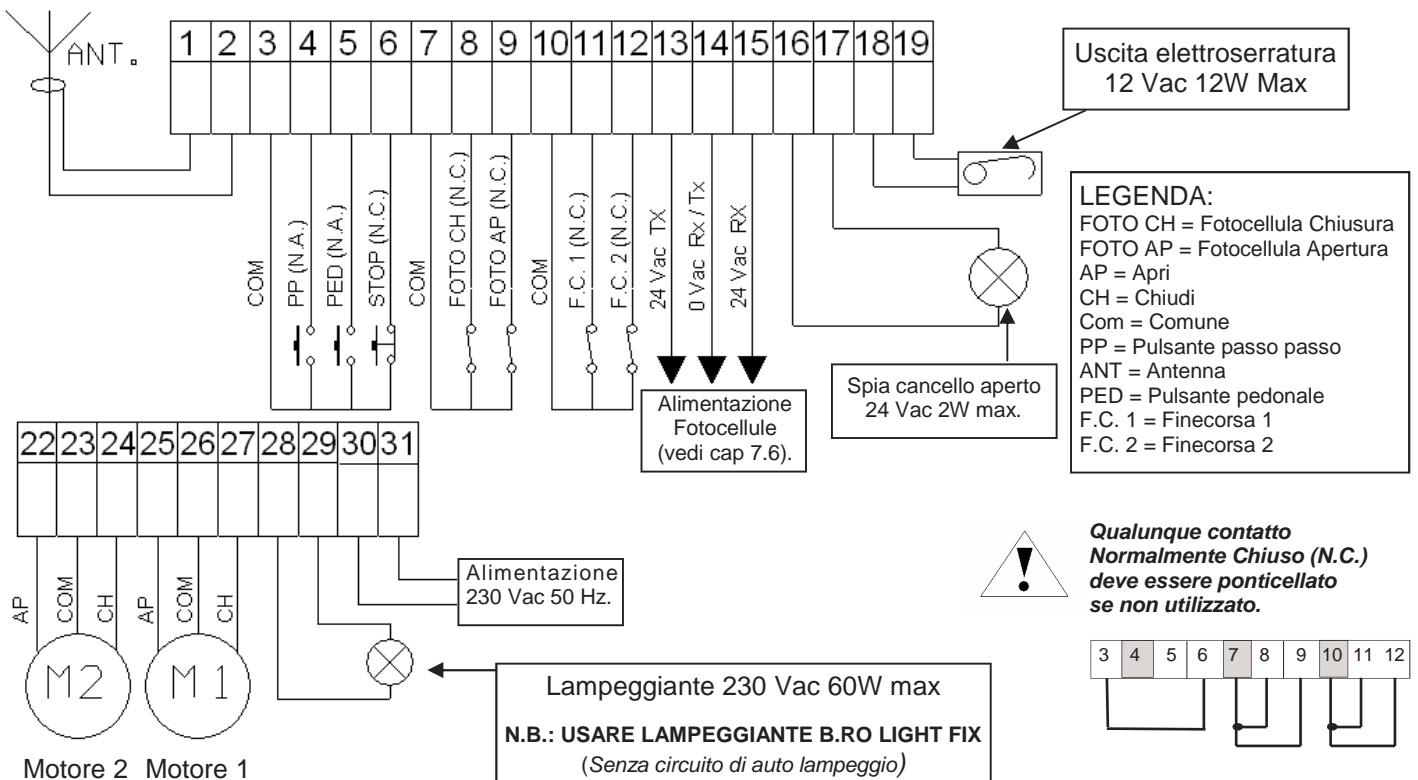 ANT.
1 2 3 4 5 6 7 8 9 10 11 12 13 14 15 16 17 18 19
Uscita elettroserratura
12 Vac 12W Max
COM
PP (N.A.)
PED (N.A.)
STOP (N.C.)
COM
FOTO CH (N.C.)
FOTO AP (N.C.)
COM
F.C. 1 (N.C.)
F.C. 2 (N.C.)
24 Vac TX
0 Vac Rx / Tx
24 Vac RX
Alimentazione
Fotocellule
(vedi cap 7.6).
Spia cancello aperto
24 Vac 2W max.
LEGENDA:
FOTO CH = Fotocellula Chiusura
FOTO AP = Fotocellula Apertura
AP = Apri
CH = Chiudi
Com = Comune
PP = Pulsante passo passo
ANT = Antenna
PED = Pulsante pedonale
F.C. 1 = Finecorsa 1
F.C. 2 = Finecorsa 2
22 23 24 25 26 27 28 29 30 31
AP
COM
CH
AP
COM
CH
M2
M1
Motore 2 Motore 1
Alimentazione
230 Vac 50 Hz.
Lampeggiante 230 Vac 60W max
N.B.: USARE LAMPEGGIANTE B.RO LIGHT FIX
(Senza circuito di auto lampeggio)
Qualunque contatto
Normalmente Chiuso (N.C.)
deve essere ponticellato
se non utilizzato.
3 4 5 6 7 8 9 10 11 12